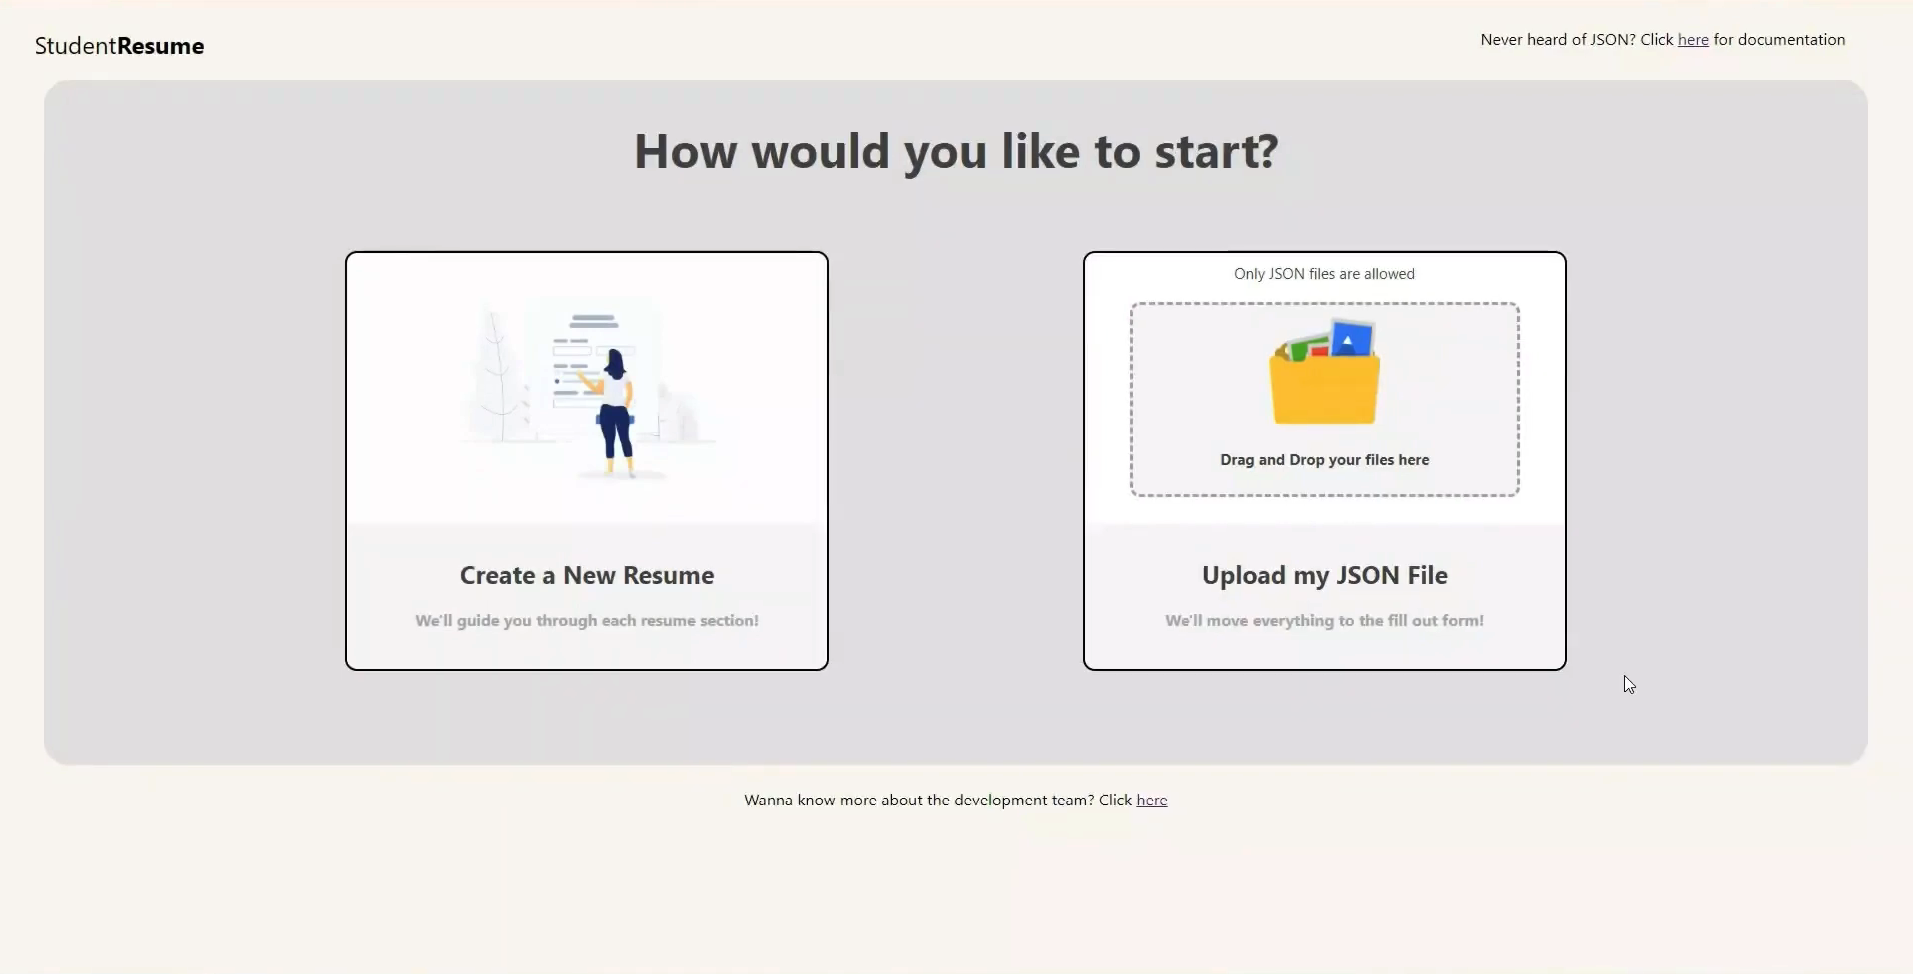 StudentResume
Never heard of JSON? Click here for documentation
How would you like to start?
Only JSON files are allowed
Drag and Drop your files here
Create a New Resume
We'll guide you through each resume section!
Upload my JSON File
We'll move everything to the fill out form!
Wanna know more about the development team? Click here